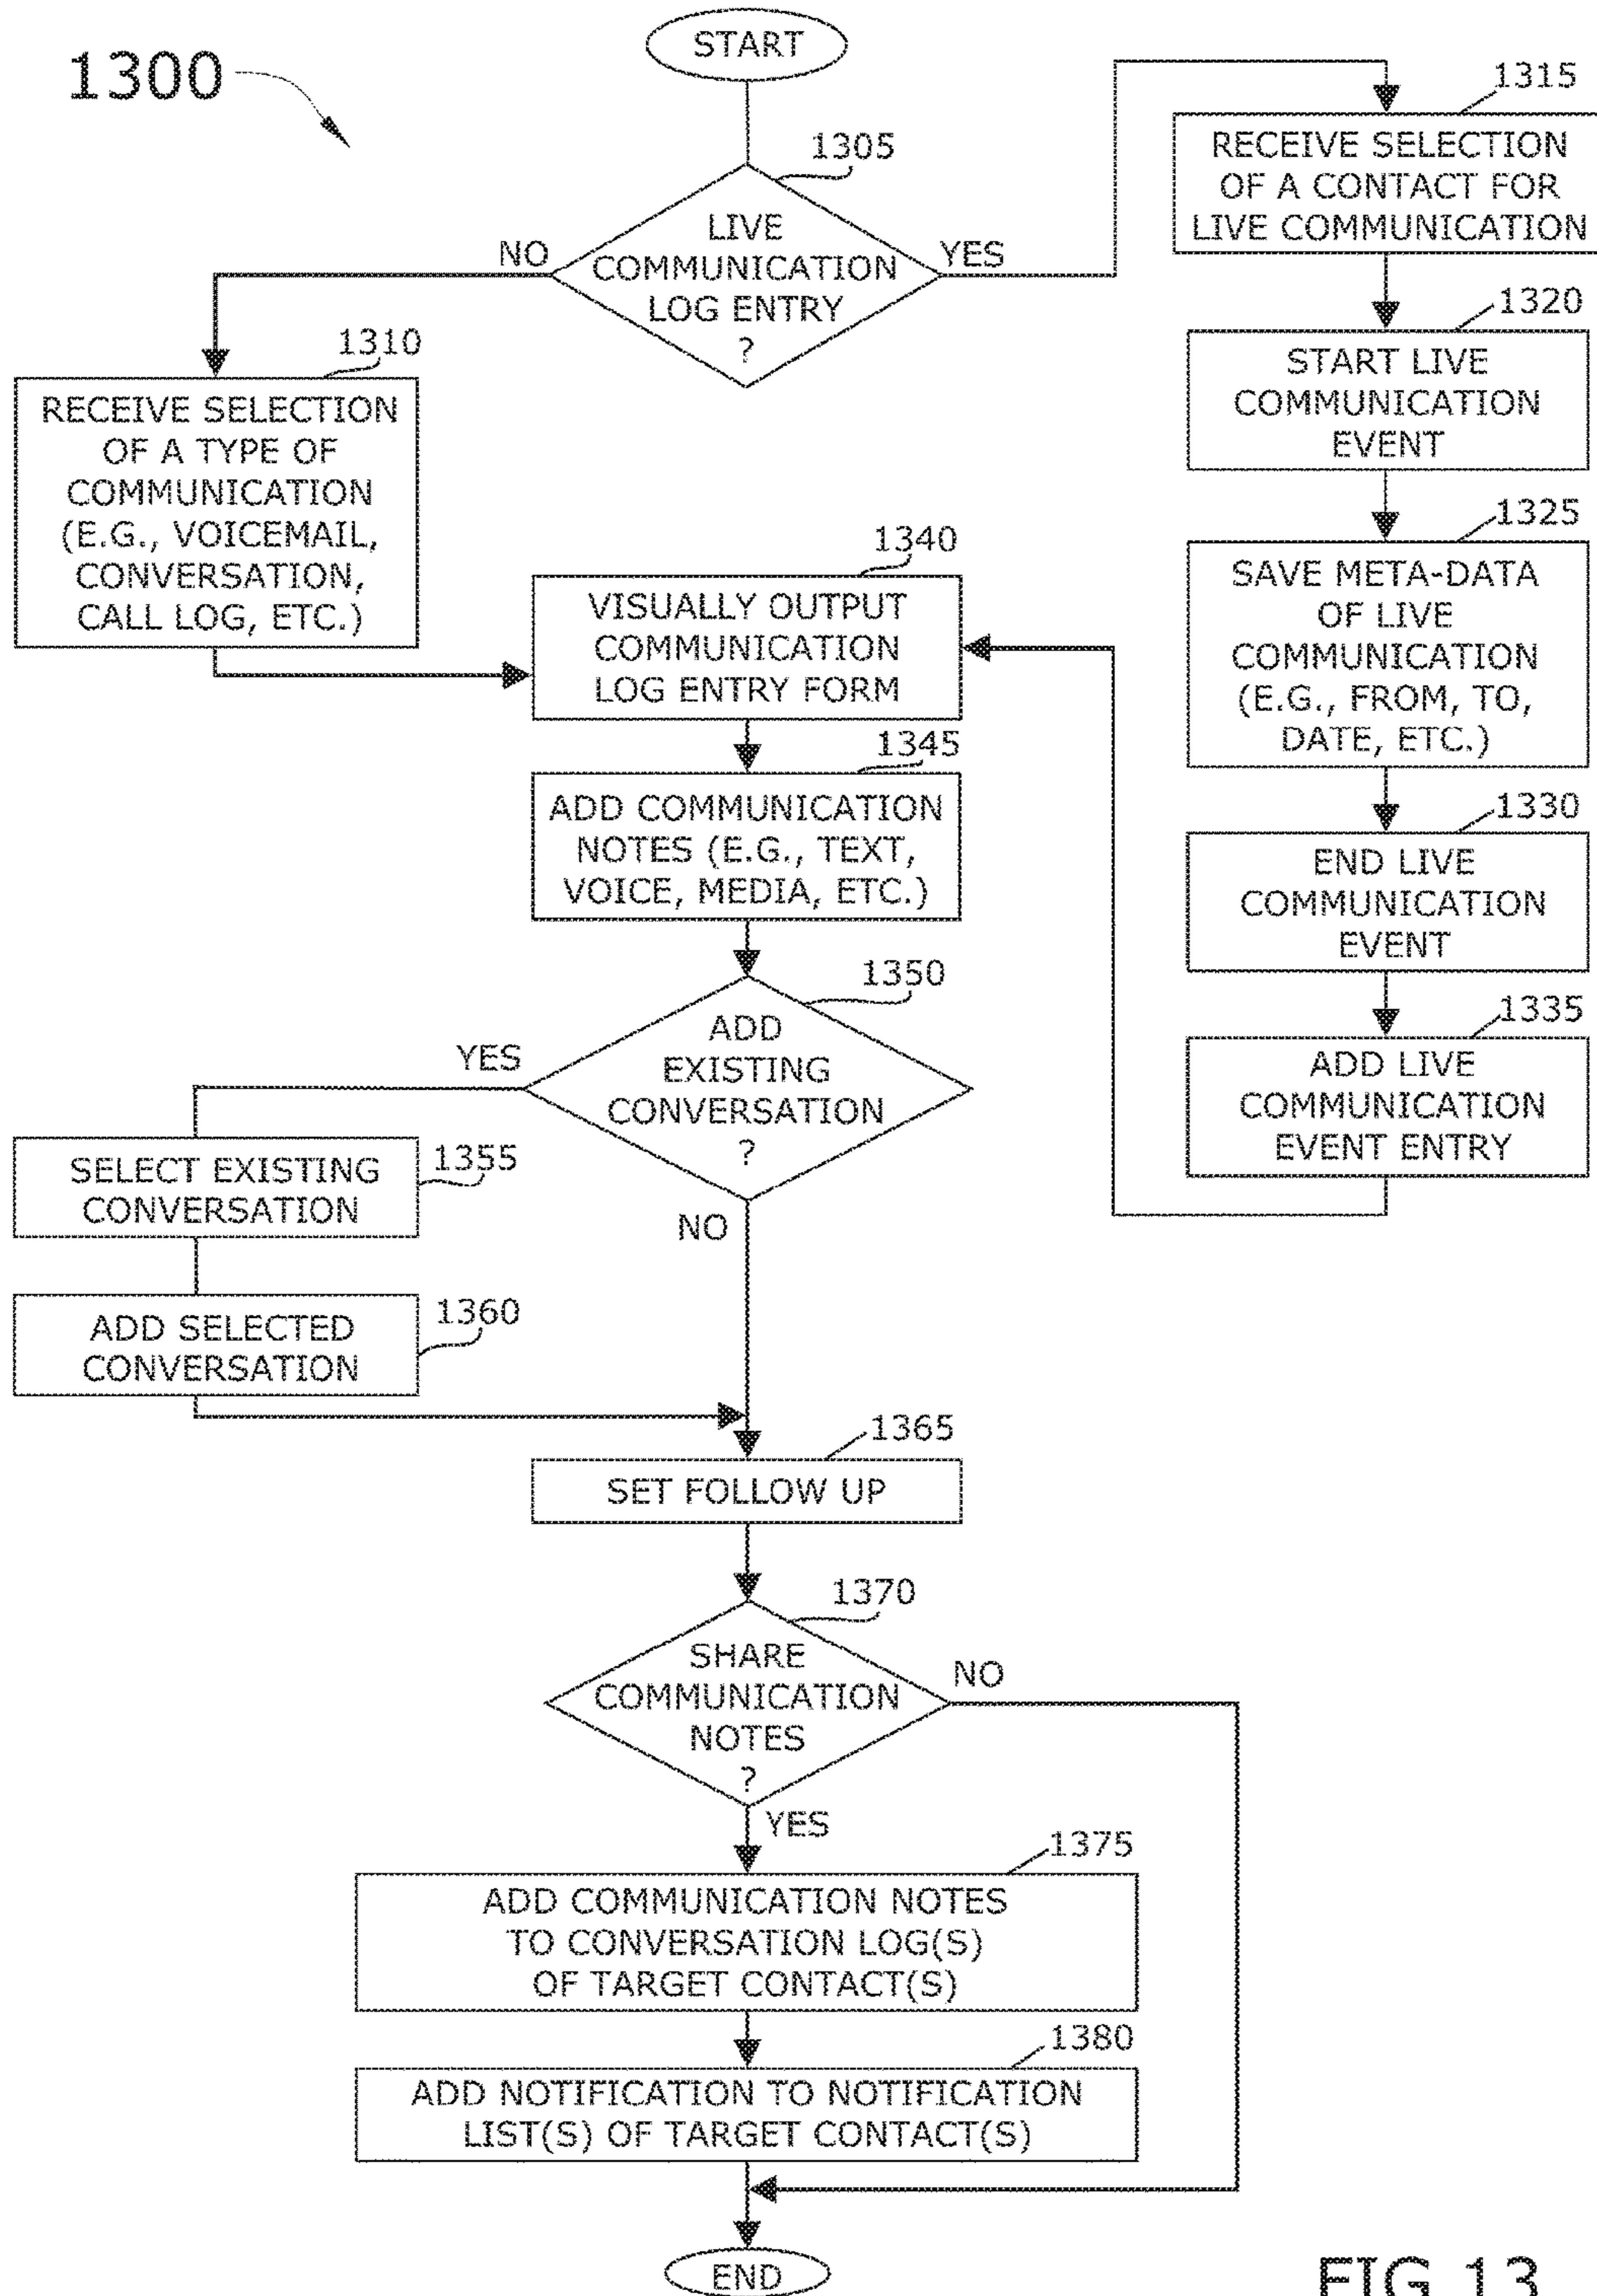 START
1300
1305
LIVE
COMMUNICATION
LOG ENTRY
?
NO
YES
1310
RECEIVE SELECTION
OF A TYPE OF
COMMUNICATION
(E.G., VOICEMAIL,
CONVERSATION,
CALL LOG, ETC.)
1315
RECEIVE SELECTION
OF A CONTACT FOR
LIVE COMMUNICATION
1320
START LIVE
COMMUNICATION
EVENT
1325
SAVE META-DATA
OF LIVE
COMMUNICATION
(E.G., FROM, TO,
DATE, ETC.)
1330
END LIVE
COMMUNICATION
EVENT
1335
ADD LIVE
COMMUNICATION
EVENT ENTRY
1340
VISUALLY OUTPUT
COMMUNICATION
LOG ENTRY FORM
1345
ADD COMMUNICATION
NOTES (E.G., TEXT,
VOICE, MEDIA, ETC.)
1350
ADD
EXISTING
CONVERSATION
?
YES
NO
1355
SELECT EXISTING
CONVERSATION
1360
ADD SELECTED
CONVERSATION
1365
SET FOLLOW UP
1370
SHARE
COMMUNICATION
NOTES
?
NO
YES
1375
ADD COMMUNICATION NOTES
TO CONVERSATION LOG(S)
OF TARGET CONTACT(S)
1380
ADD NOTIFICATION TO NOTIFICATION
LIST(S) OF TARGET CONTACT(S)
END
FIG 13